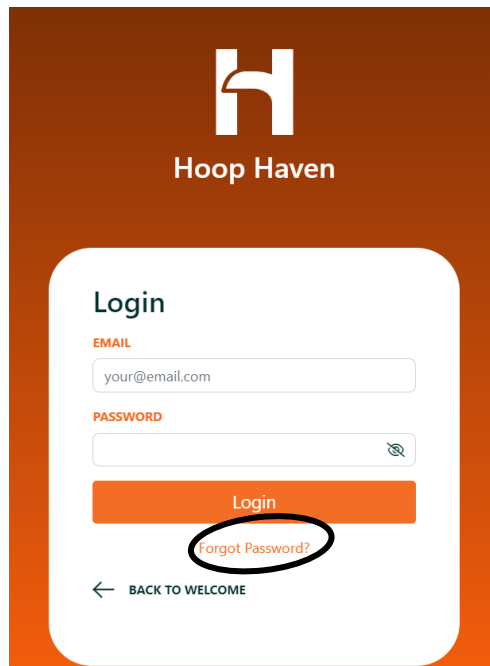 H
Hoop Haven
Login
EMAIL
your@email.com
PASSWORD
Login
Forgot Password?
BACK TO WELCOME